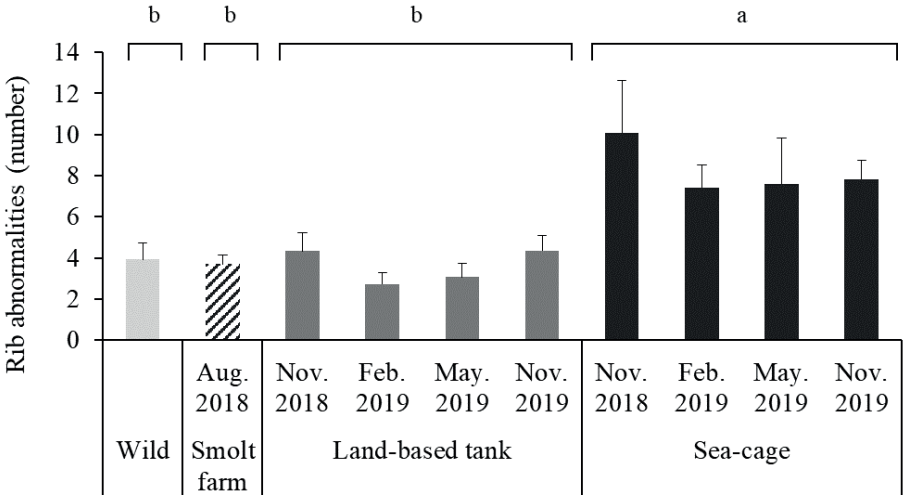 b b b a
Rib abnormalities (number)
14
12
10
8
6
4
2
0
Aug. Nov. Feb. May. Nov. Nov. Feb. May. Nov.
2018 2018 2019 2019 2019 2018 2019 2019 2019
Wild Smolt Land-based tank Sea-cage
farm